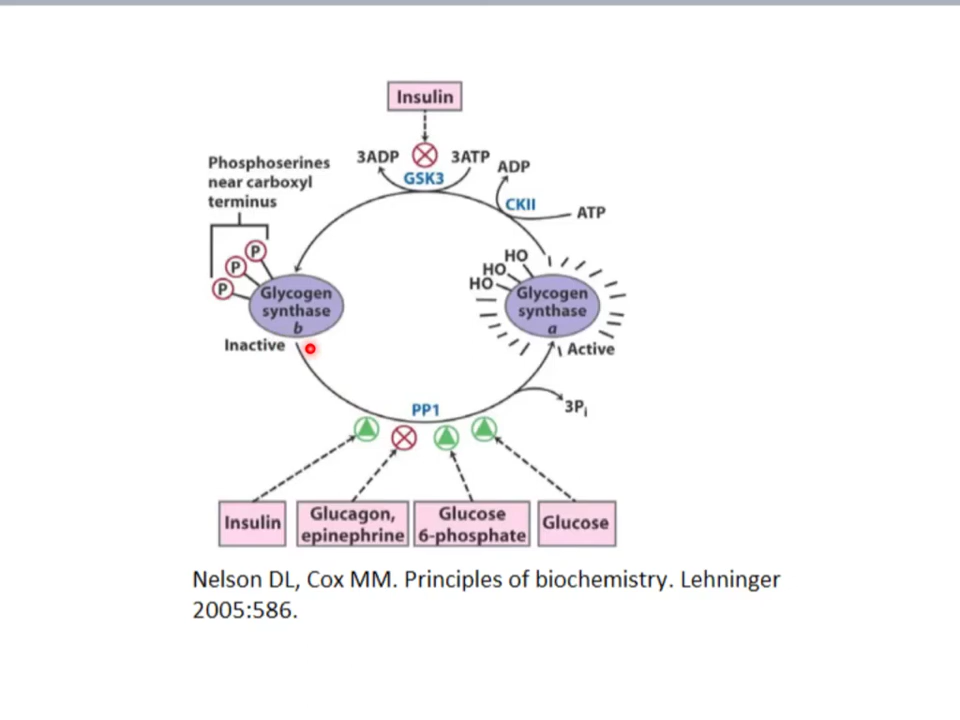 Insulin
3ADP
3ATP
GSK3
ADP
CKII
ATP
Phosphoserines
near carboxyl
terminus
P
P
P
Glycogen
synthase
b
Inactive
HO
HO
HO
Glycogen
synthase
a
Active
PP1
3Pi
Insulin
Glucagon,
epinephrine
Glucose
6-phosphate
Glucose
Nelson DL, Cox MM. Principles of biochemistry. Lehninger
2005:586.